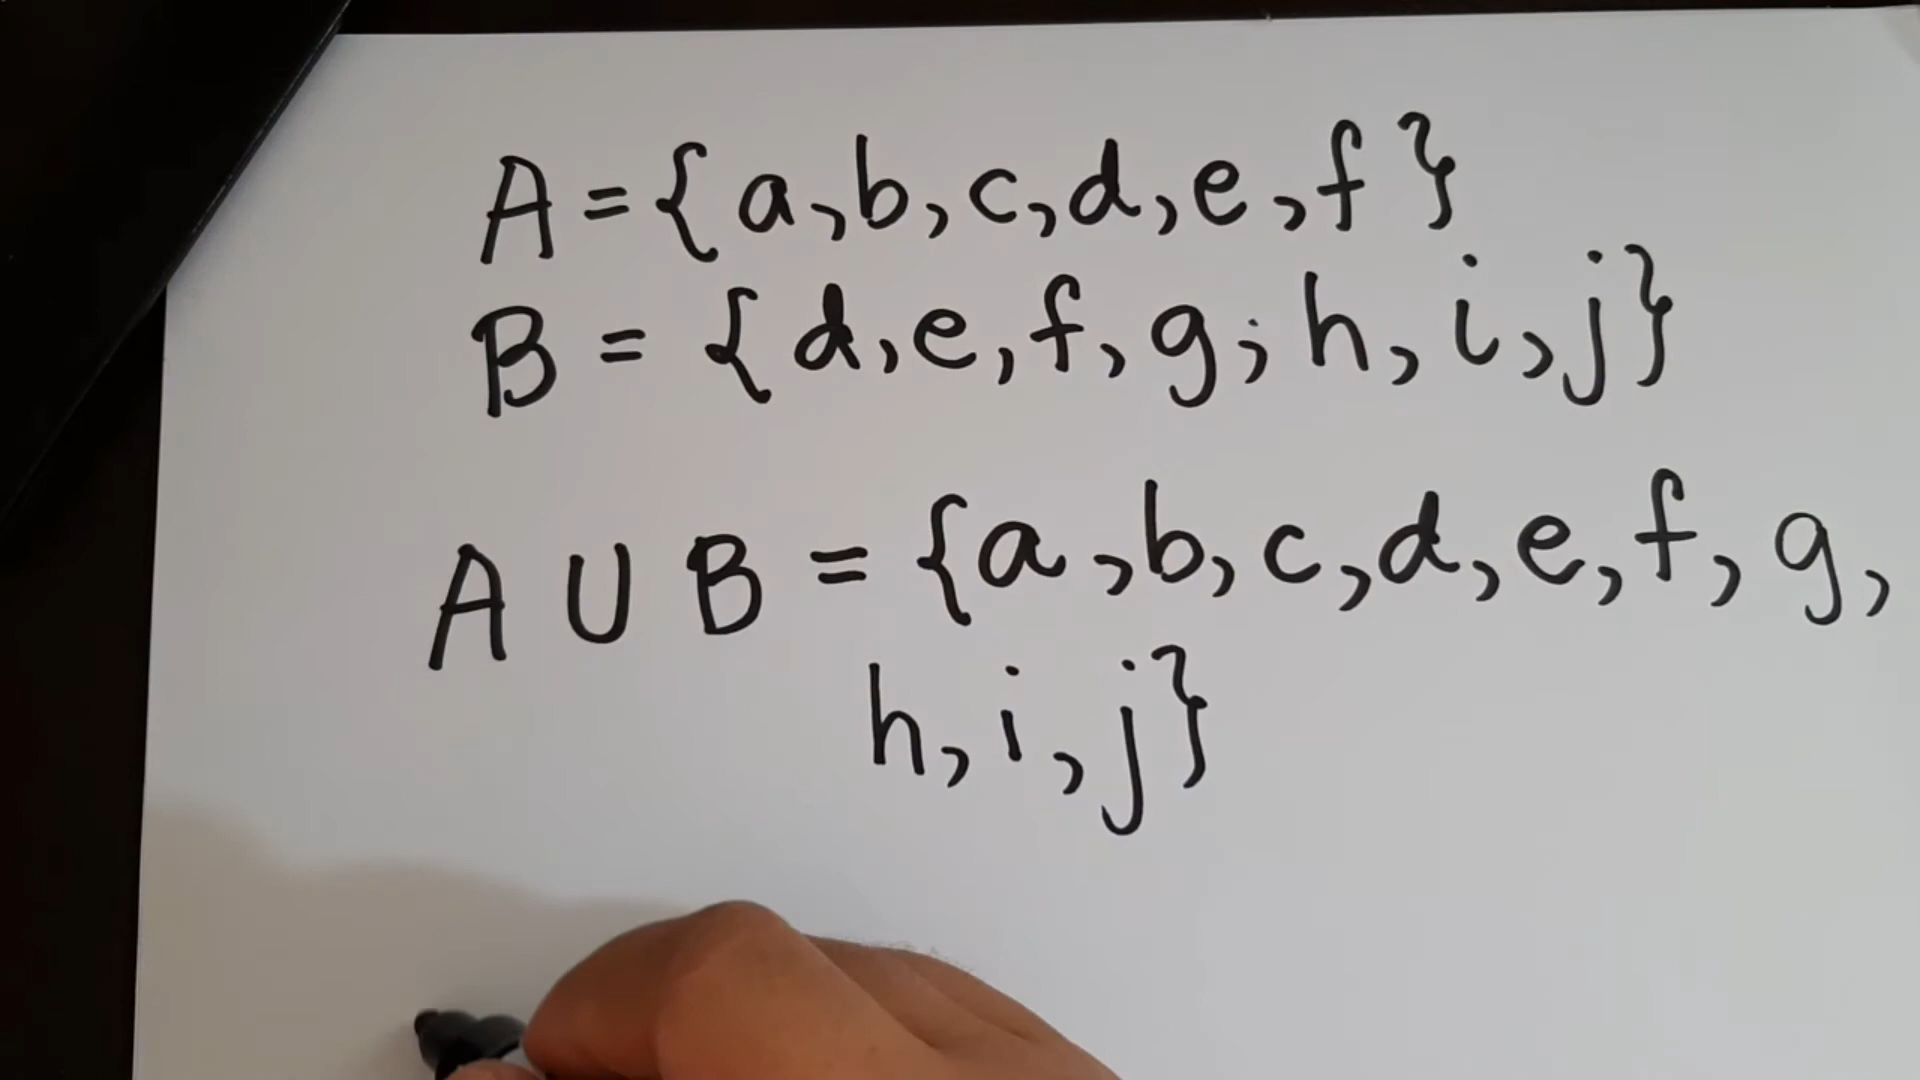 A = {a, b, c, d, e, f}
B = {d, e, f, g; h, i, j}
A ∪ B = {a, b, c, d, e, f, g,
h, i, j}